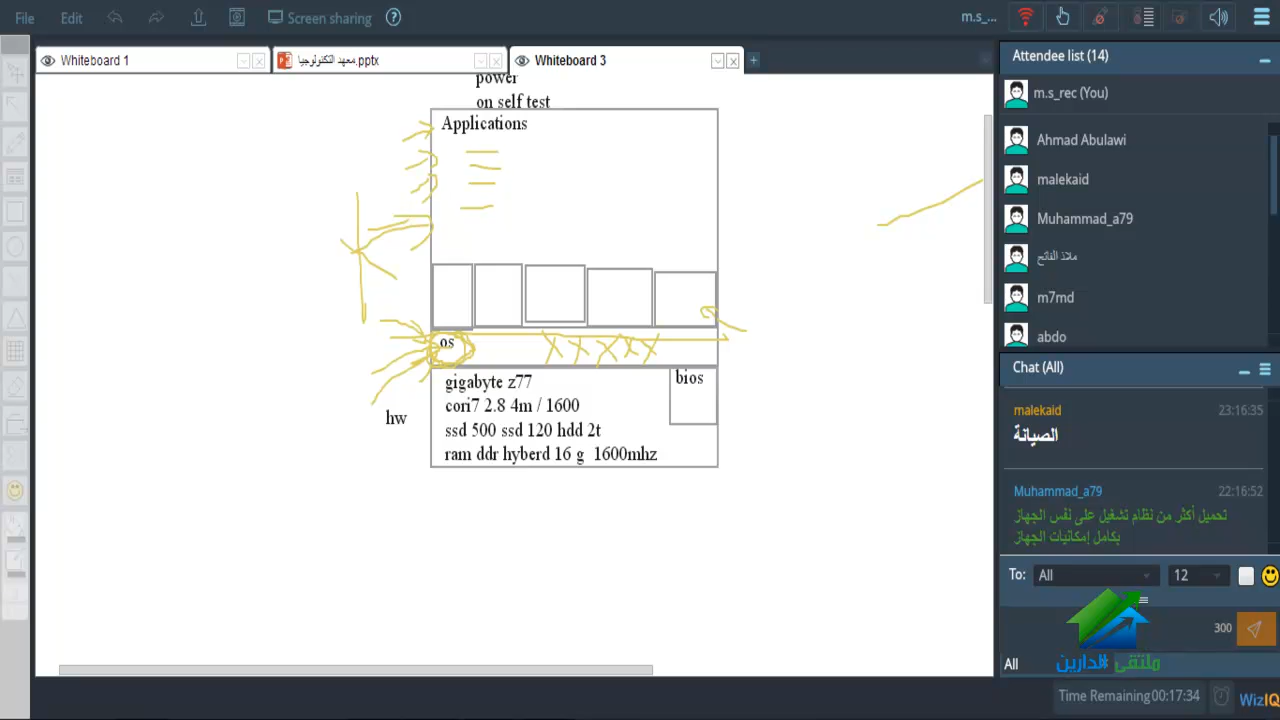 File Edit Screen sharing ? m.s_...
Whiteboard 1
معهد التكنولوجيا.pptx
Whiteboard 3
+
power
on self test
Applications
os
gigabyte z77
cori7 2.8 4m / 1600
ssd 500 ssd 120 hdd 2t
ram ddr hyberd 16 g 1600mhz
bios
hw
Attendee list (14)
m.s_rec (You)
Ahmad Abulawi
malekaid
Muhammad_a79
ملاذ الفاتح
m7md
abdo
Chat (All)
malekaid 23:16:35
الصيانة
Muhammad_a79 22:16:52
تحميل أكثر من نظام تشغيل على نفس الجهاز
بكامل إمكانيات الجهاز
To: All 12
300
All
ملتقى الدارين
Time Remaining 00:17:34
WizIQ